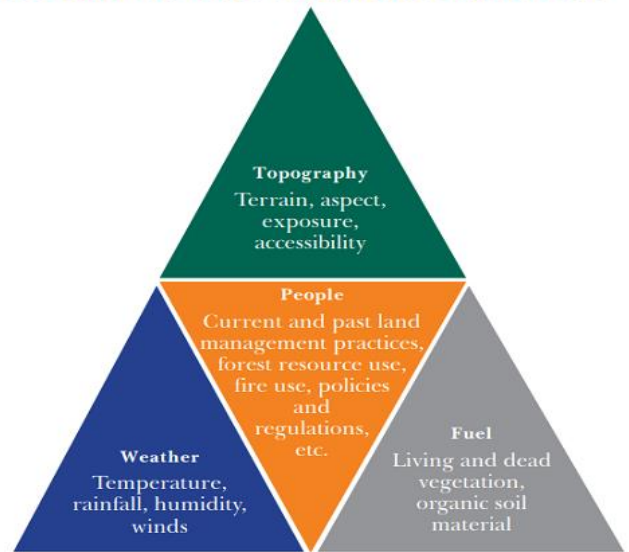 Topography
Terrain, aspect,
exposure,
accessibility
People
Current and past land
management practices,
forest resource use,
fire use, policies
and
regulations,
etc.
Weather
Temperature,
rainfall, humidity,
winds
Fuel
Living and dead
vegetation,
organic soil
material